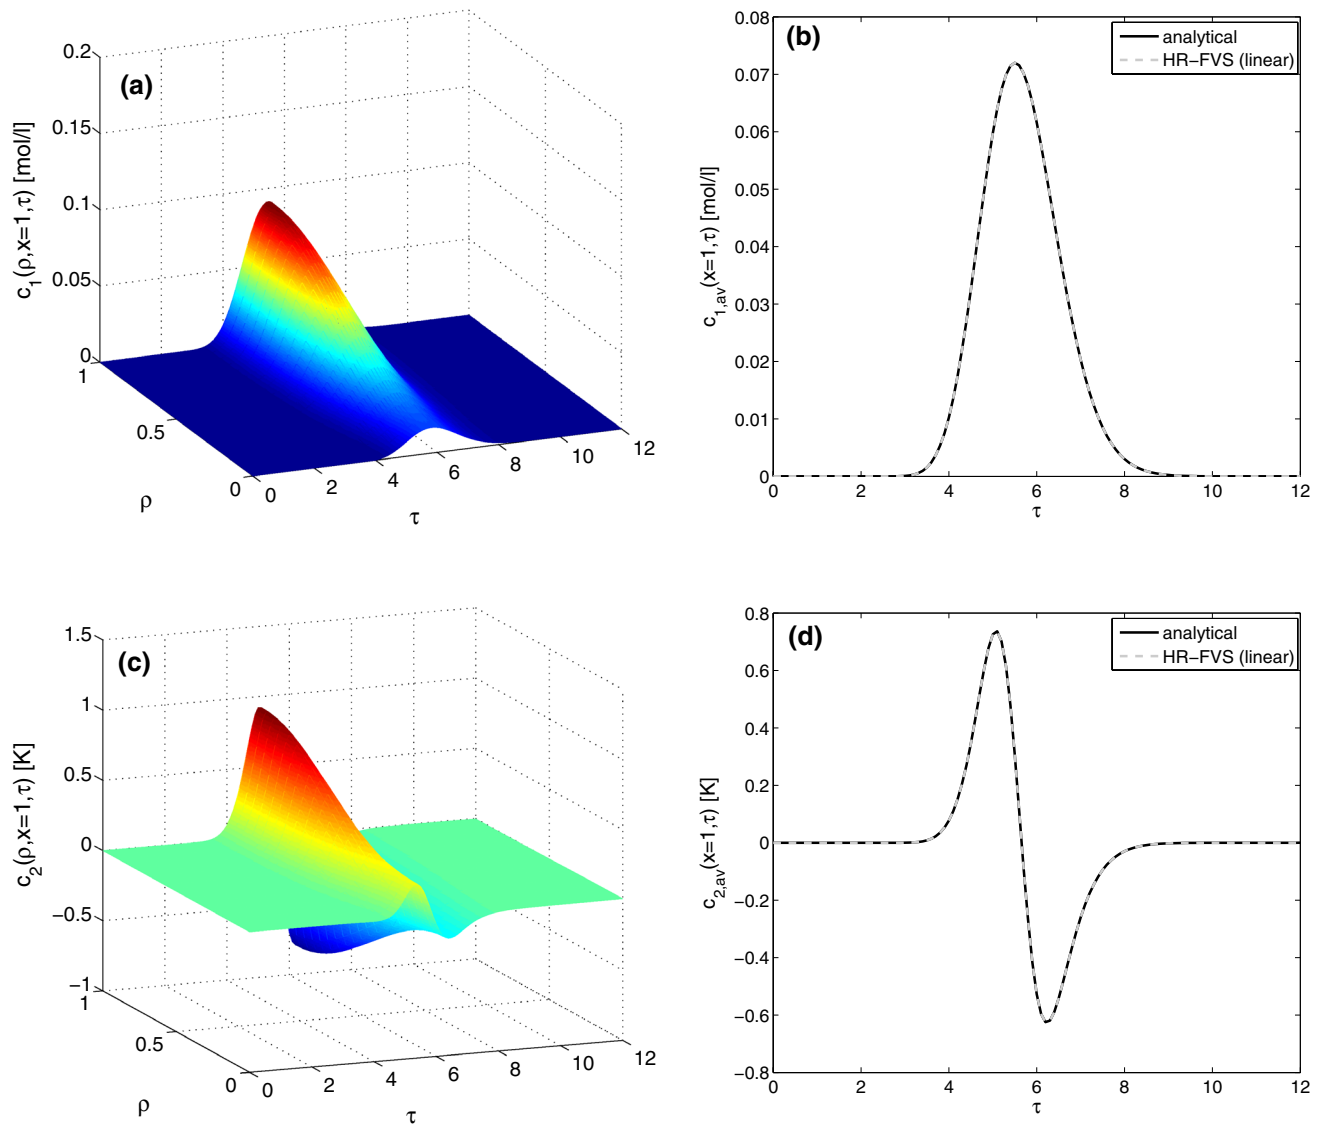 (a)
c1(ρ,x=1,τ) [mol/l]
0.2
0.15
0.1
0.05
0
1
0.5
0
ρ
0
2
4
6
8
10
12
τ
(b)
analytical
HR−FVS (linear)
c1,av(x=1,τ) [mol/l]
0.08
0.07
0.06
0.05
0.04
0.03
0.02
0.01
0
0 2 4 6 8 10 12
τ
(c)
c2(ρ,x=1,τ) [K]
1.5
1
0.5
0
−0.5
−1
1
0.5
0
ρ
0
2
4
6
8
10
12
τ
(d)
analytical
HR−FVS (linear)
c2,av(x=1,τ) [K]
0.8
0.6
0.4
0.2
0
−0.2
−0.4
−0.6
−0.8
0 2 4 6 8 10 12
τ